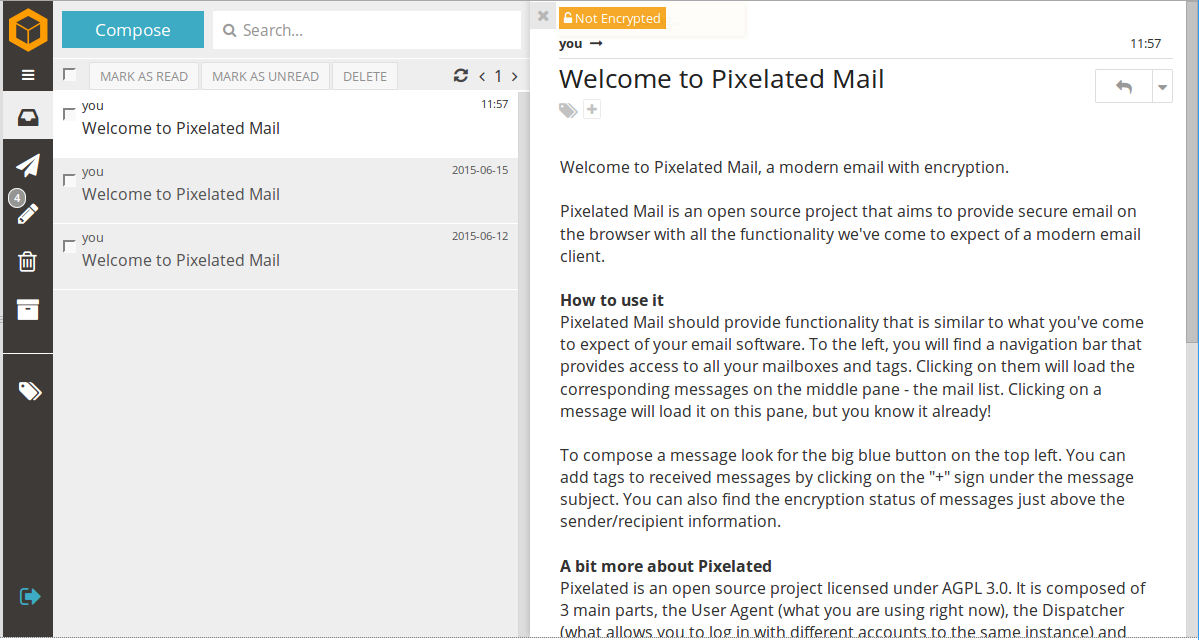 Compose
Search...
MARK AS READ
MARK AS UNREAD
DELETE
1
you
11:57
Welcome to Pixelated Mail
you
2015-06-15
Welcome to Pixelated Mail
you
2015-06-12
Welcome to Pixelated Mail
4
Not Encrypted
you
11:57
Welcome to Pixelated Mail
Welcome to Pixelated Mail, a modern email with encryption.
Pixelated Mail is an open source project that aims to provide secure email on
the browser with all the functionality we've come to expect of a modern email
client.
How to use it
Pixelated Mail should provide functionality that is similar to what you've come
to expect of your email software. To the left, you will find a navigation bar that
provides access to all your mailboxes and tags. Clicking on them will load the
corresponding messages on the middle pane - the mail list. Clicking on a
message will load it on this pane, but you know it already!
To compose a message look for the big blue button on the top left. You can
add tags to received messages by clicking on the "+" sign under the message
subject. You can also find the encryption status of messages just above the
sender/recipient information.
A bit more about Pixelated
Pixelated is an open source project licensed under AGPL 3.0. It is composed of
3 main parts, the User Agent (what you are using right now), the Dispatcher
(what allows you to log in with different accounts to the same instance) and